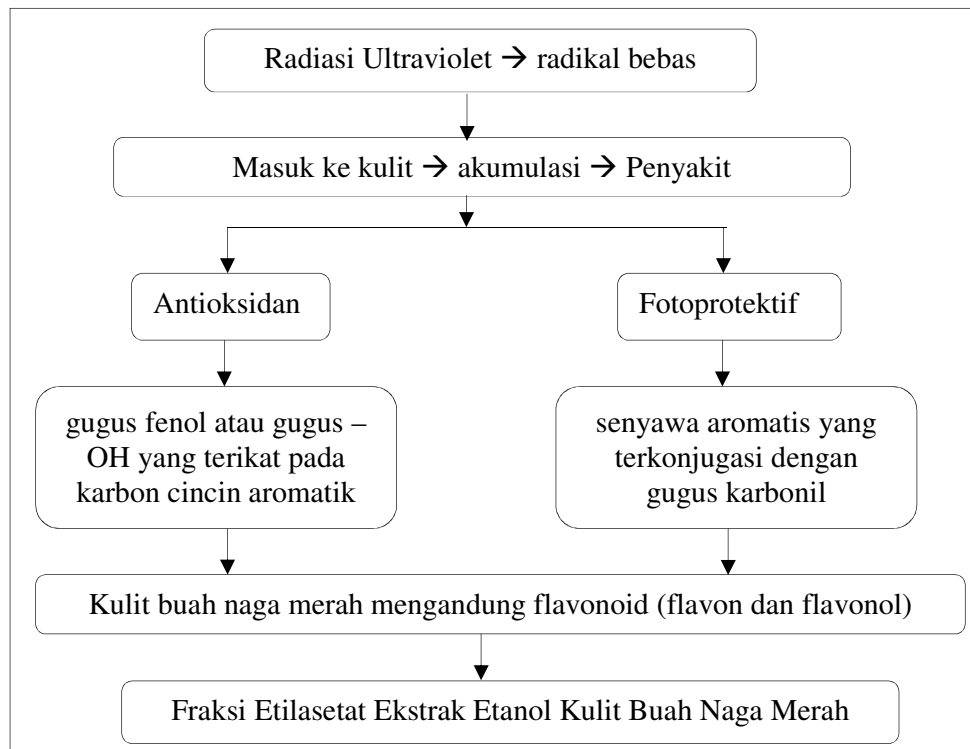 Radiasi Ultraviolet → radikal bebas
Masuk ke kulit → akumulasi → Penyakit
Antioksidan
Fotoprotektif
gugus fenol atau gugus –
OH yang terikat pada
karbon cincin aromatik
senyawa aromatis yang
terkonjugasi dengan
gugus karbonil
Kulit buah naga merah mengandung flavonoid (flavon dan flavonol)
Fraksi Etilasetat Ekstrak Etanol Kulit Buah Naga Merah